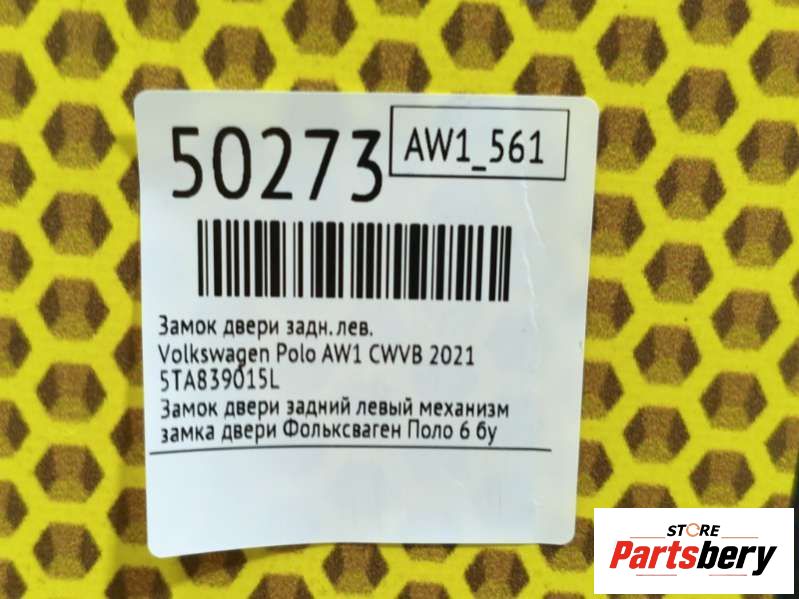 50273
AW1_561
Замок двери задн. лев.
Volkswagen Polo AW1 CWVB 2021
5TA839015L
Замок двери задний левый механизм
замка двери Фольксваген Поло 6 бу
STORE
Partsbery